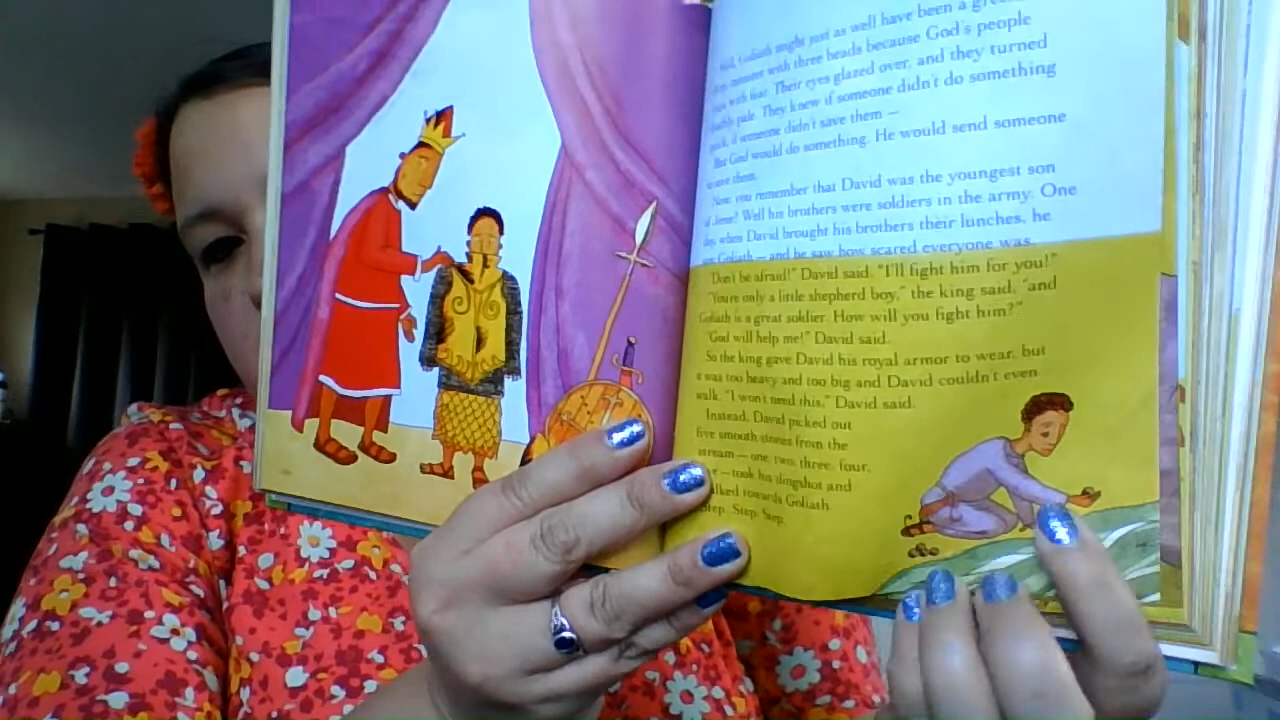 Goliath might just as well have been a
monster with three heads because God's people
with fear. Their eyes glazed over, and they turned
pale. They knew if someone didn't do something
if someone didn't save them —
But God would do something. He would send someone
to save them.
Now, you remember that David was the youngest son
of Jesse? Well his brothers were soldiers in the army. One
day, when David brought his brothers their lunches, he
saw Goliath — and he saw how scared everyone was.
"Don't be afraid!" David said. "I'll fight him for you!"
"You're only a little shepherd boy," the king said, "and
Goliath is a great soldier. How will you fight him?"
"God will help me!" David said.
So the king gave David his royal armor to wear, but
it was too heavy and too big and David couldn't even
walk. "I won't need this," David said.
Instead, David picked out
five smooth stones from the
stream — one, two, three, four,
— took his slingshot and
walked towards Goliath.
Step. Step. Step.